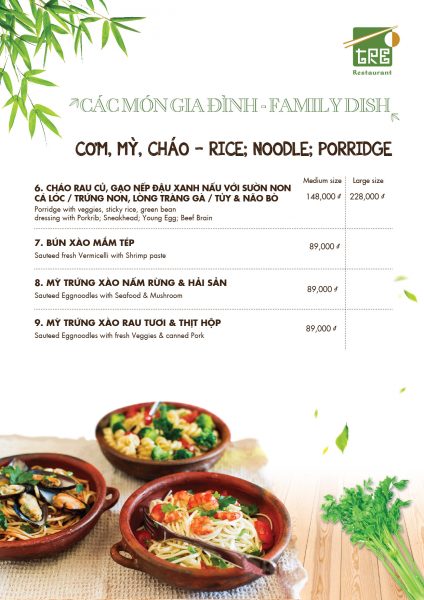 TRE
Restaurant
CÁC MÓN GIA ĐÌNH - FAMILY DISH
CƠM, MỲ, CHÁO - RICE; NOODLE; PORRIDGE
Medium size
Large size
6. CHÁO RAU CỦ, GẠO NẾP ĐẬU XANH NẤU VỚI SƯỜN NON
CÁ LÓC / TRỨNG NON, LÒNG TRÀNG GÀ / TỦY & NÃO BÒ
148,000 ₫
228,000 ₫
Porridge with veggies, sticky rice, green bean
dressing with Porkrib; Sneakhead; Young Egg; Beef Brain
7. BÚN XÀO MẮM TÉP
89,000 ₫
Sauteed fresh Vermicelli with Shrimp paste
8. MỲ TRỨNG XÀO NẤM RỪNG & HẢI SẢN
89,000 ₫
Sauteed Eggnoodles with Seafood & Mushroom
9. MỲ TRỨNG XÀO RAU TƯƠI & THỊT HỘP
89,000 ₫
Sauteed Eggnoodles with fresh Veggies & canned Pork